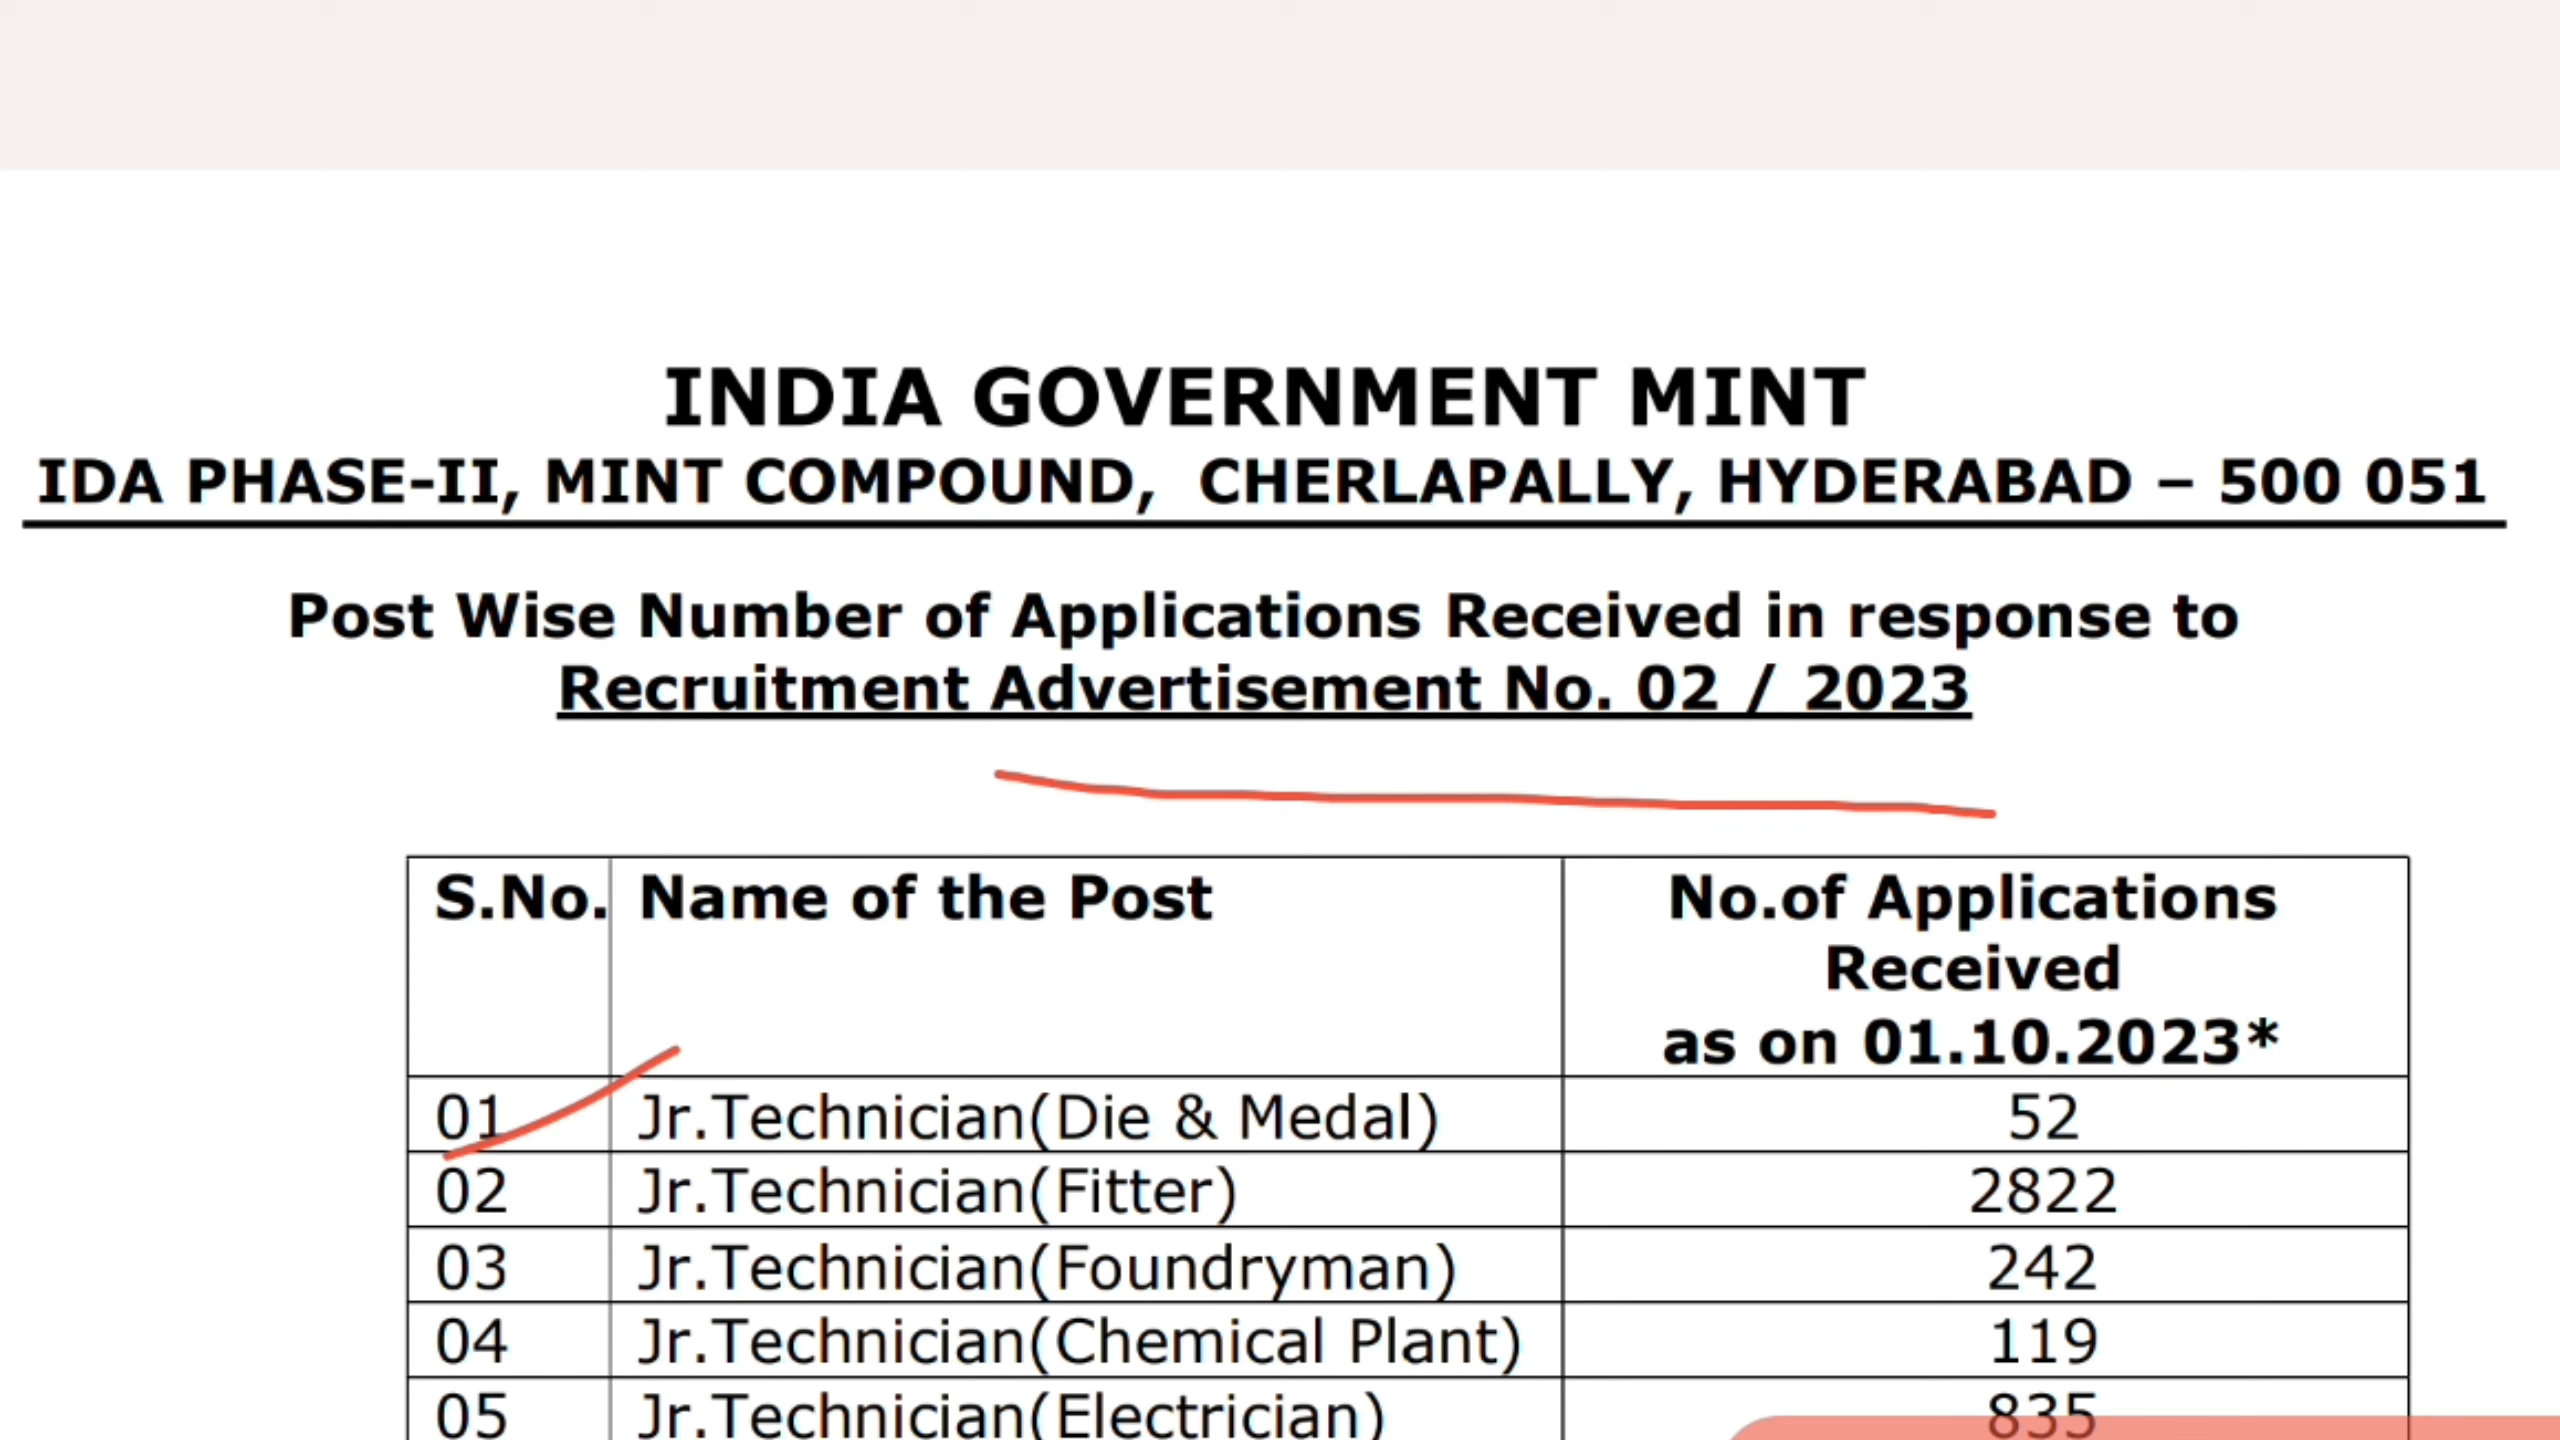 INDIA GOVERNMENT MINT
IDA PHASE-II, MINT COMPOUND, CHERLAPALLY, HYDERABAD – 500 051
Post Wise Number of Applications Received in response to
Recruitment Advertisement No. 02 / 2023
S.No. Name of the Post No.of Applications
Received
as on 01.10.2023*
01 Jr.Technician(Die & Medal) 52
02 Jr.Technician(Fitter) 2822
03 Jr.Technician(Foundryman) 242
04 Jr.Technician(Chemical Plant) 119
05 Jr.Technician(Electrician) 835